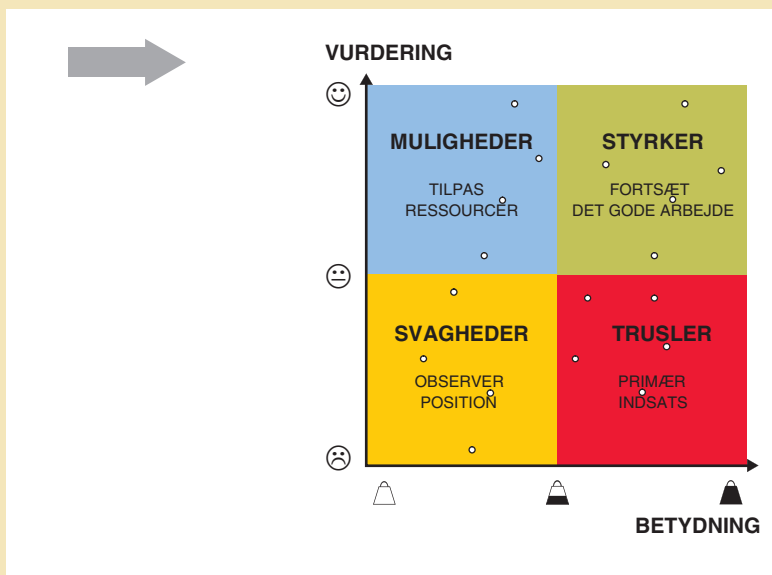 VURDERING
MULIGHEDER
TILPAS
RESSOURCER
STYRKER
FORTSÆT
DET GODE ARBEJDE
SVAGHEDER
OBSERVER
POSITION
TRUSLER
PRIMÆR
INDSATS
BETYDNING